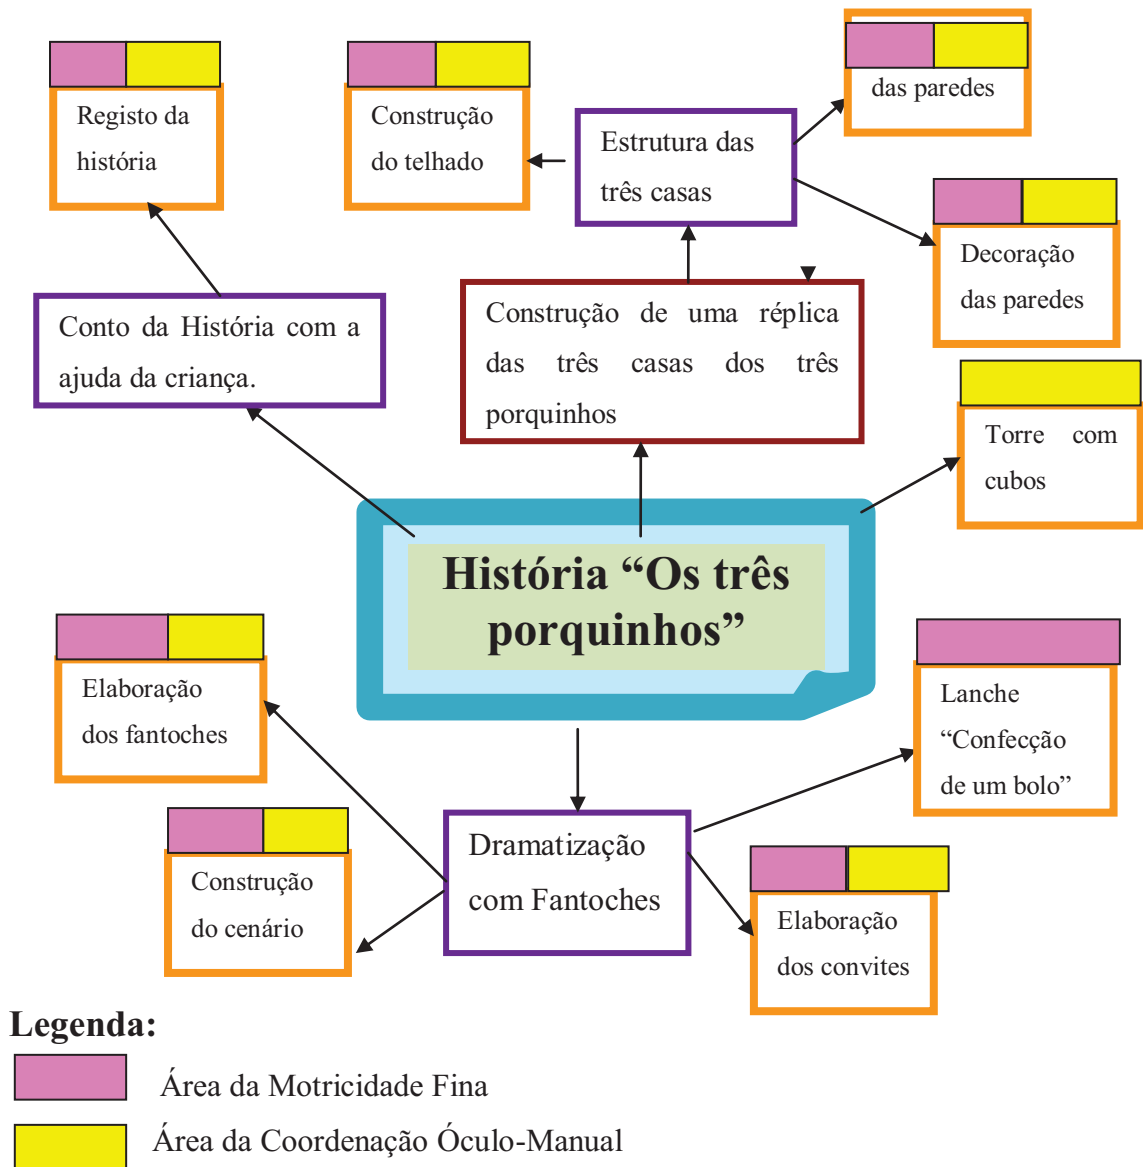 das paredes
Registo da
história
Construção
do telhado
Estrutura das
três casas
Decoração
das paredes
Conto da História com a
ajuda da criança.
Construção de uma réplica
das três casas dos três
porquinhos
Torre com
cubos
História “Os três
porquinhos”
Elaboração
dos fantoches
Lanche
“Confecção
de um bolo”
Construção
do cenário
Dramatização
com Fantoches
Elaboração
dos convites
Legenda:
Área da Motricidade Fina
Área da Coordenação Óculo-Manual